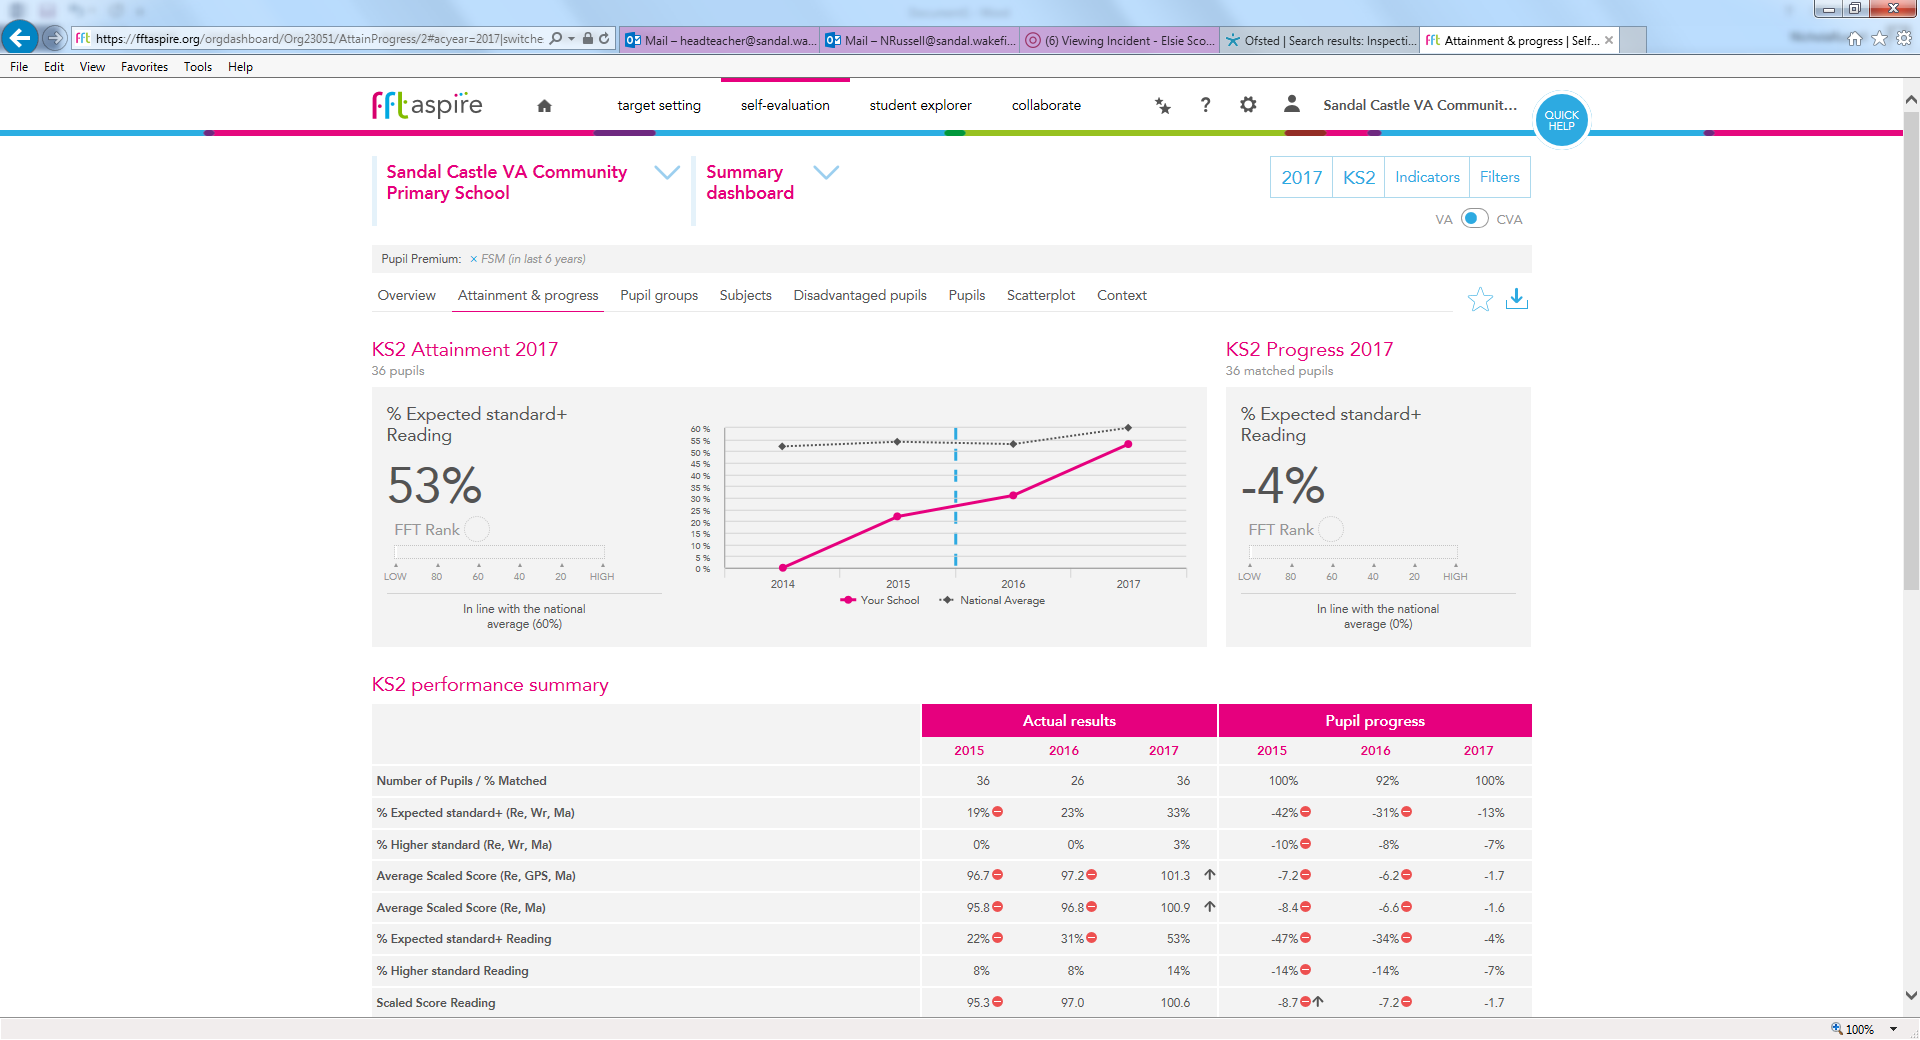 https://fftaspire.org/orgdashboard/Org23051/AttainProgress/2#acyear=2017|switche
Mail – headteacher@sandal.wa...
Mail – NRussell@sandal.wakefi...
(6) Viewing Incident - Elsie Sco...
Ofsted | Search results: Inspecti...
fft Attainment & progress | Self...
File Edit View Favorites Tools Help
fft aspire
target setting self-evaluation student explorer collaborate
? Sandal Castle VA Communit...
QUICK
HELP
Sandal Castle VA Community
Primary School
Summary
dashboard
2017 KS2 Indicators Filters
VA CVA
Pupil Premium: × FSM (in last 6 years)
Overview Attainment & progress Pupil groups Subjects Disadvantaged pupils Pupils Scatterplot Context
KS2 Attainment 2017
36 pupils
% Expected standard+
Reading
53%
FFT Rank
LOW 80 60 40 20 HIGH
In line with the national
average (60%)
60 %
55 %
50 %
45 %
40 %
35 %
30 %
25 %
20 %
15 %
10 %
5 %
0 %
2014 2015 2016 2017
Your School National Average
KS2 Progress 2017
36 matched pupils
% Expected standard+
Reading
-4%
FFT Rank
LOW 80 60 40 20 HIGH
In line with the national
average (0%)
KS2 performance summary
Actual results Pupil progress
2015 2016 2017 2015 2016 2017
Number of Pupils / % Matched 36 26 36 100% 92% 100%
% Expected standard+ (Re, Wr, Ma) 19% 23% 33% -42% -31% -13%
% Higher standard (Re, Wr, Ma) 0% 0% 3% -10% -8% -7%
Average Scaled Score (Re, GPS, Ma) 96.7 97.2 101.3 -7.2 -6.2 -1.7
Average Scaled Score (Re, Ma) 95.8 96.8 100.9 -8.4 -6.6 -1.6
% Expected standard+ Reading 22% 31% 53% -47% -34% -4%
% Higher standard Reading 8% 8% 14% -14% -14% -7%
Scaled Score Reading 95.3 97.0 100.6 -8.7 -7.2 -1.7
100%